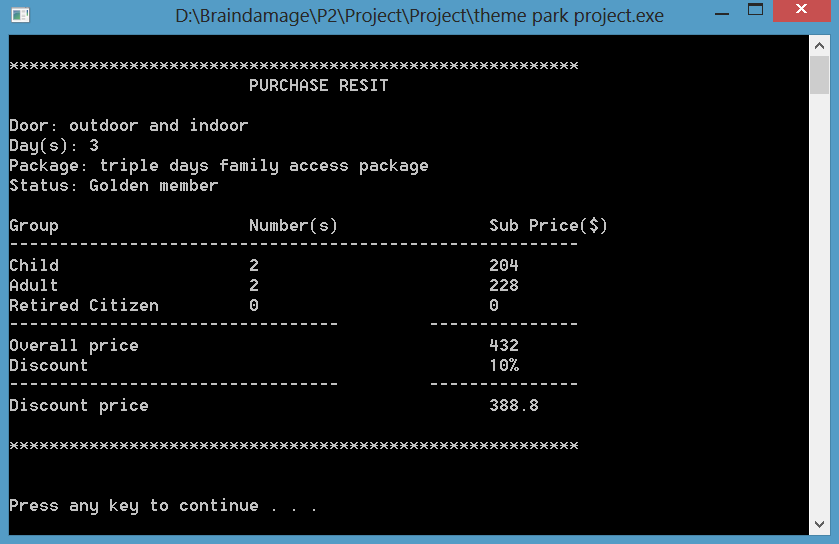 D:\Braindamage\P2\Project\Project\theme park project.exe
*********************************************************
PURCHASE RESIT
Door: outdoor and indoor
Day(s): 3
Package: triple days family access package
Status: Golden member
Group Number(s) Sub Price($)
---------------------------------------------------------
Child 2 204
Adult 2 228
Retired Citizen 0 0
--------------------------------- ---------------
Overall price 432
Discount 10%
--------------------------------- ---------------
Discount price 388.8
*********************************************************
Press any key to continue . . .